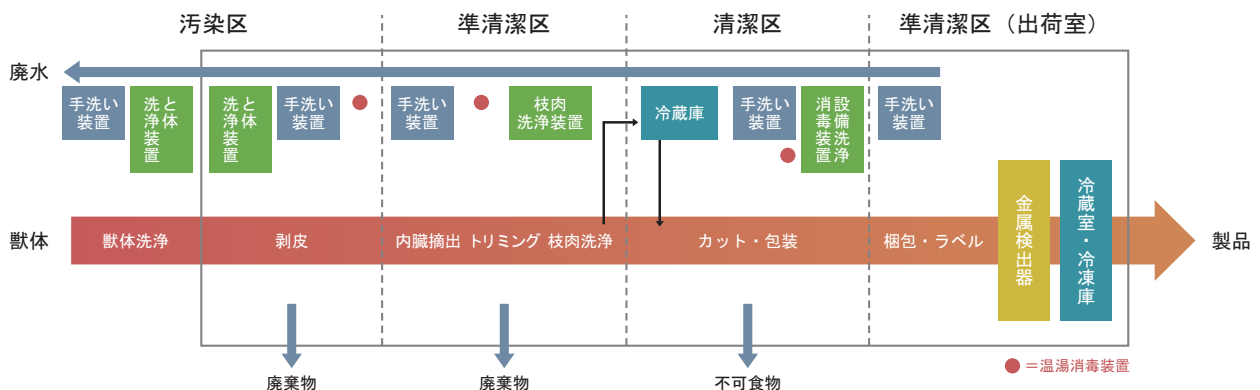 汚染区
準清潔区
清潔区
準清潔区（出荷室）
廃水
手洗い
装置
と体
洗浄装置
と体
洗浄装置
手洗い
装置
手洗い
装置
枝肉
洗浄装置
冷蔵庫
手洗い
装置
設備洗浄
消毒装置
手洗い
装置
獣体
獣体洗浄
剥皮
内臓摘出 トリミング 枝肉洗浄
カット・包装
梱包・ラベル
金属検出器
冷蔵室・冷凍庫
製品
廃棄物
廃棄物
不可食物
＝温湯消毒装置